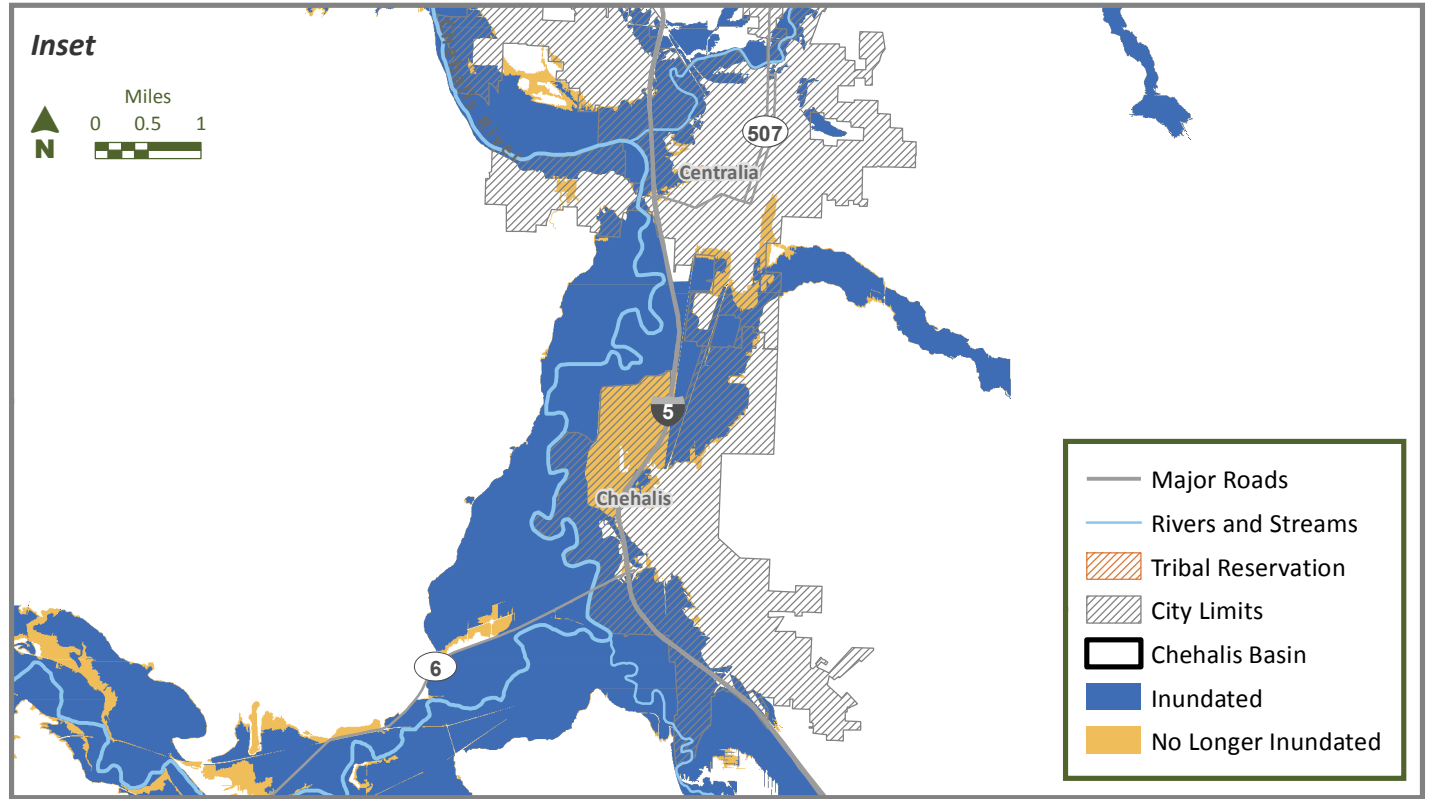 Inset
Miles
0 0.5 1
N
507
Centralia
5
Chehalis
6
Major Roads
Rivers and Streams
Tribal Reservation
City Limits
Chehalis Basin
Inundated
No Longer Inundated